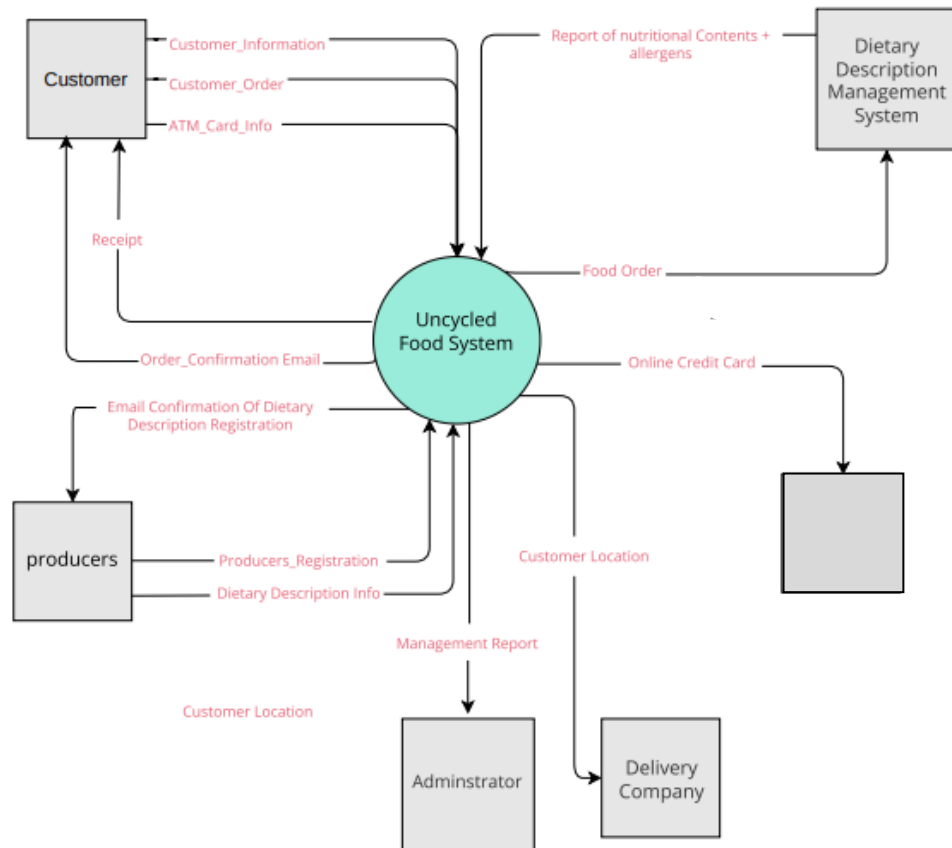 Customer_Information
Customer
Customer_Order
ATM_Card_Info
Report of nutritional Contents +
allergens
Dietary
Description
Management
System
Receipt
Food Order
Uncycled
Food System
Order_Confirmation Email
Online Credit Card
Email Confirmation Of Dietary
Description Registration
producers
Producers_Registration
Dietary Description Info
Customer Location
Management Report
Customer Location
Adminstrator
Delivery
Company